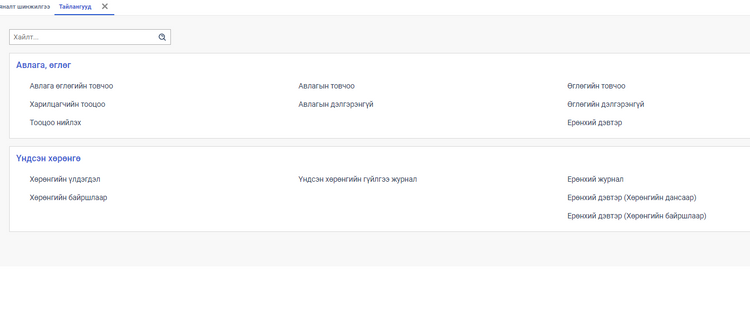 шинжилгээ Тайлангууд
Хайлт...
Авлага, өглөг
Авлага өглөгийн товчоо Авлагын товчоо Өглөгийн товчоо
Харилцагчийн тооцоо Авлагын дэлгэрэнгүй Өглөгийн дэлгэрэнгүй
Тооцоо нийлэх Ерөнхий дэвтэр
Үндсэн хөрөнгө
Хөрөнгийн үлдэгдэл Үндсэн хөрөнгийн гүйлгээ журнал Ерөнхий журнал
Хөрөнгийн байршлаар Ерөнхий дэвтэр (Хөрөнгийн дансаар)
Ерөнхий дэвтэр (Хөрөнгийн байршлаар)